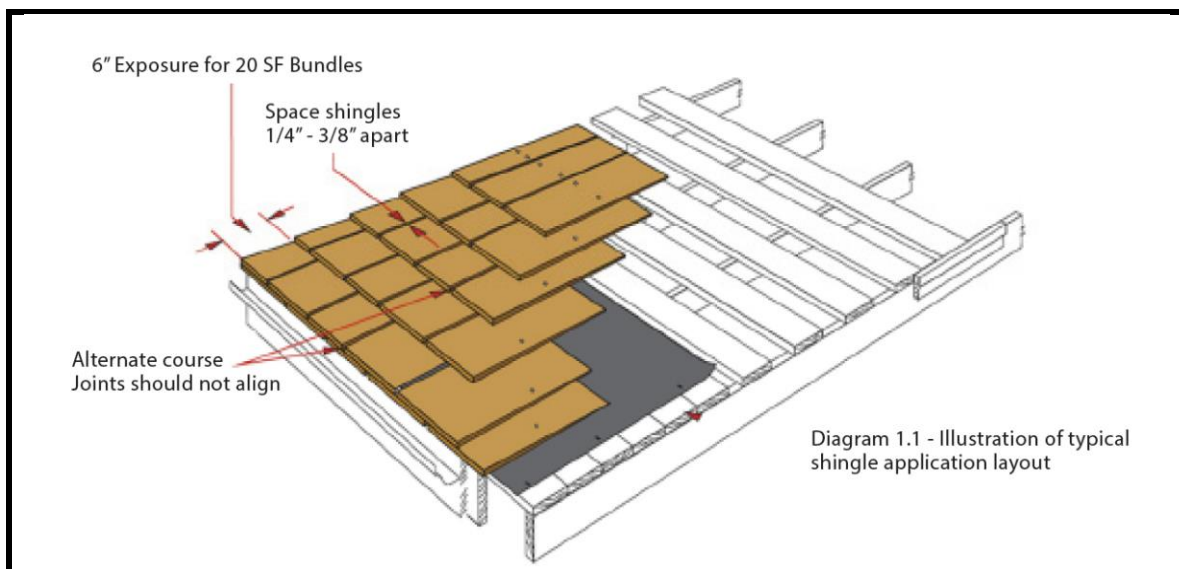 6" Exposure for 20 SF Bundles
Space shingles
1/4" - 3/8" apart
Alternate course
Joints should not align
Diagram 1.1 - Illustration of typical
shingle application layout